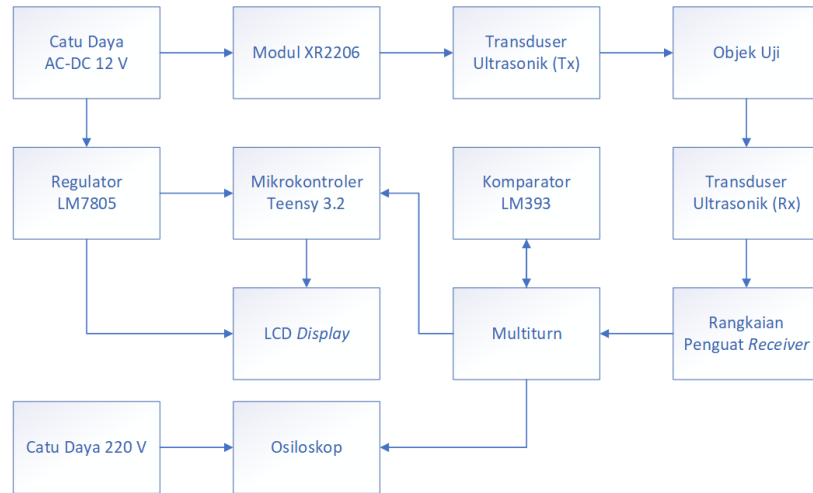 Catu Daya
AC-DC 12 V
Modul XR2206
Transduser
Ultrasonik (Tx)
Objek Uji
Regulator
LM7805
Mikrokontroler
Teensy 3.2
Komparator
LM393
Transduser
Ultrasonik (Rx)
LCD Display
Multiturn
Rangkaian
Penguat Receiver
Catu Daya 220 V
Osiloskop